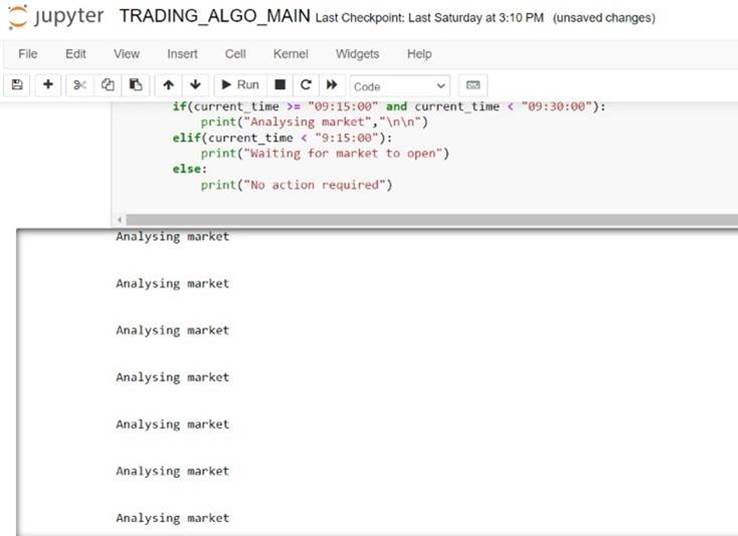 jupyter TRADING_ALGO_MAIN Last Checkpoint: Last Saturday at 3:10 PM (unsaved changes)
File Edit View Insert Cell Kernel Widgets Help
Run Code
if(current_time >= "09:15:00" and current_time < "09:30:00"):
print("Analysing market","\n\n")
elif(current_time < "9:15:00"):
print("Waiting for market to open")
else:
print("No action required")
Analysing market
Analysing market
Analysing market
Analysing market
Analysing market
Analysing market
Analysing market